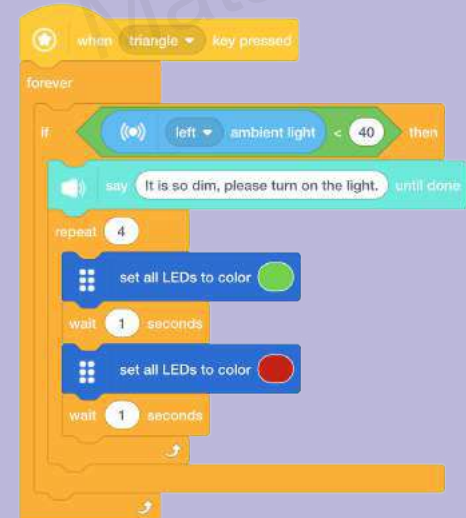 when triangle key pressed
forever
if left ambient light < 40 then
say It is so dim, please turn on the light. until done
repeat 4
set all LEDs to color
wait 1 seconds
set all LEDs to color
wait 1 seconds